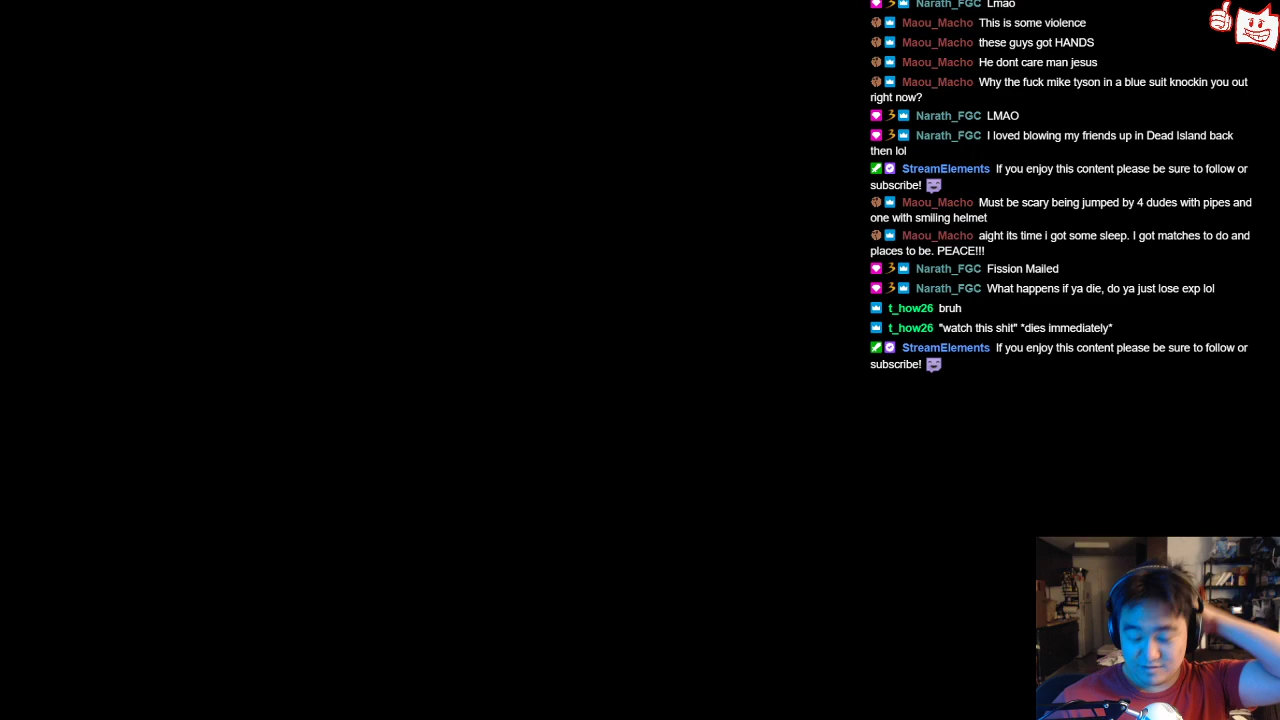 Narath_FGC Lmao
Maou_Macho This is some violence
Maou_Macho these guys got HANDS
Maou_Macho He dont care man jesus
Maou_Macho Why the fuck mike tyson in a blue suit knockin you out
right now?
Narath_FGC LMAO
Narath_FGC I loved blowing my friends up in Dead Island back
then lol
StreamElements If you enjoy this content please be sure to follow or
subscribe!
Maou_Macho Must be scary being jumped by 4 dudes with pipes and
one with smiling helmet
Maou_Macho aight its time i got some sleep. I got matches to do and
places to be. PEACE!!!
Narath_FGC Fission Mailed
Narath_FGC What happens if ya die, do ya just lose exp lol
t_how26 bruh
t_how26 "watch this shit" *dies immediately*
StreamElements If you enjoy this content please be sure to follow or
subscribe!